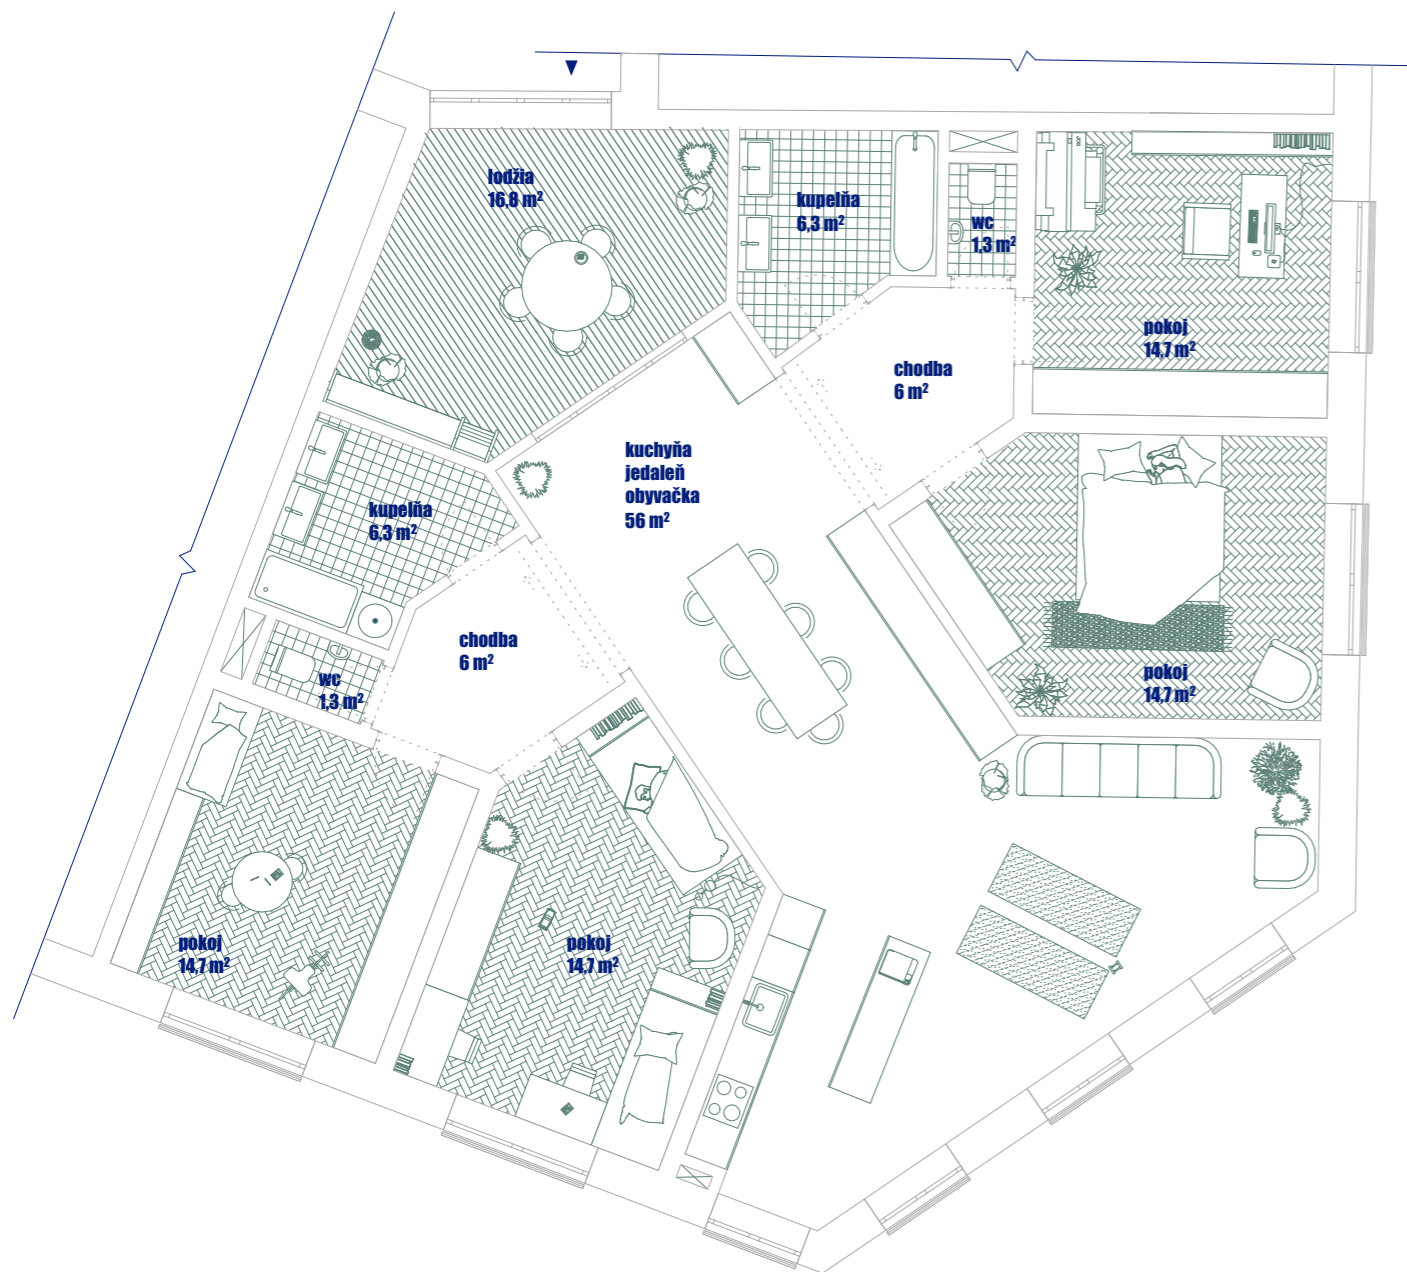 lodžia
16,8 m²
kupelňa
6,3 m²
wc
1,3 m²
pokoj
14,7 m²
chodba
6 m²
kuchyňa
jedaleň
obyvačka
56 m²
kupelňa
6,3 m²
chodba
6 m²
wc
1,3 m²
pokoj
14,7 m²
pokoj
14,7 m²
pokoj
14,7 m²